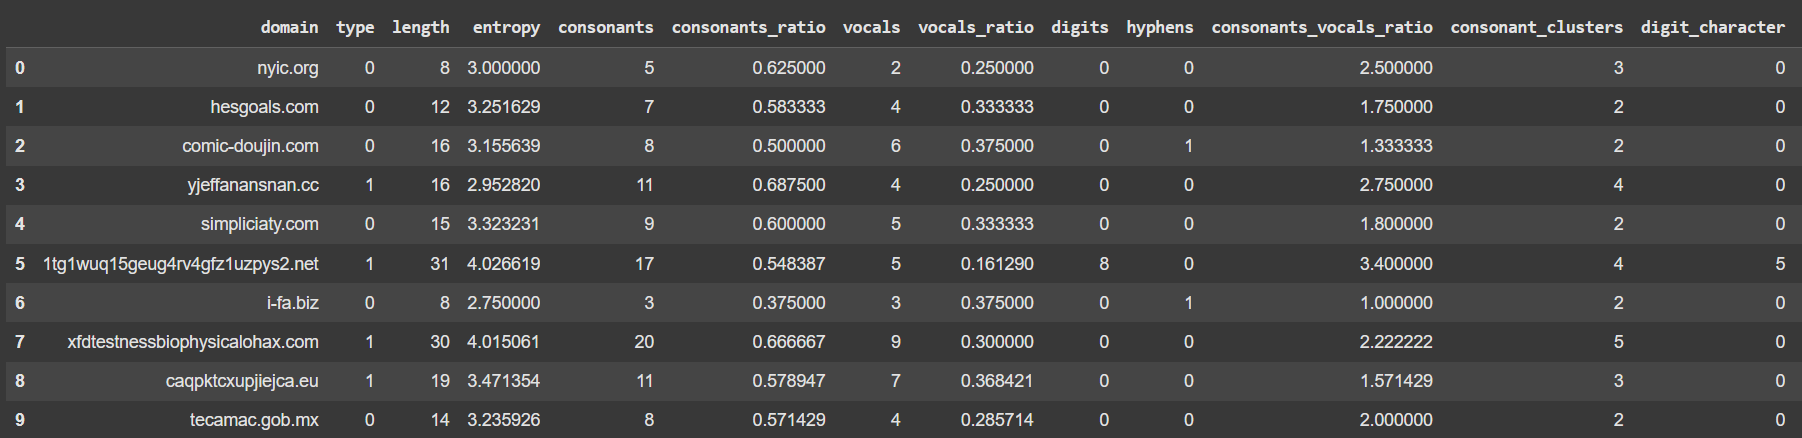 domain type length entropy consonants consonants_ratio vocals vocals_ratio digits hyphens consonants_vocals_ratio consonant_clusters digit_character
0 nyic.org 0 8 3.000000 5 0.625000 2 0.250000 0 0 2.500000 3 0
1 hesgoals.com 0 12 3.251629 7 0.583333 4 0.333333 0 0 1.750000 2 0
2 comic-doujin.com 0 16 3.155639 8 0.500000 6 0.375000 0 1 1.333333 2 0
3 yjeffanansnan.cc 1 16 2.952820 11 0.687500 4 0.250000 0 0 2.750000 4 0
4 simpliciaty.com 0 15 3.323231 9 0.600000 5 0.333333 0 0 1.800000 2 0
5 1tg1wuq15geug4rv4gfz1uzpys2.net 1 31 4.026619 17 0.548387 5 0.161290 8 0 3.400000 4 5
6 i-fa.biz 0 8 2.750000 3 0.375000 3 0.375000 0 1 1.000000 2 0
7 xfdtestnessbiophysicalohax.com 1 30 4.015061 20 0.666667 9 0.300000 0 0 2.222222 5 0
8 caqpktcxupjiejca.eu 1 19 3.471354 11 0.578947 7 0.368421 0 0 1.571429 3 0
9 tecamac.gob.mx 0 14 3.235926 8 0.571429 4 0.285714 0 0 2.000000 2 0